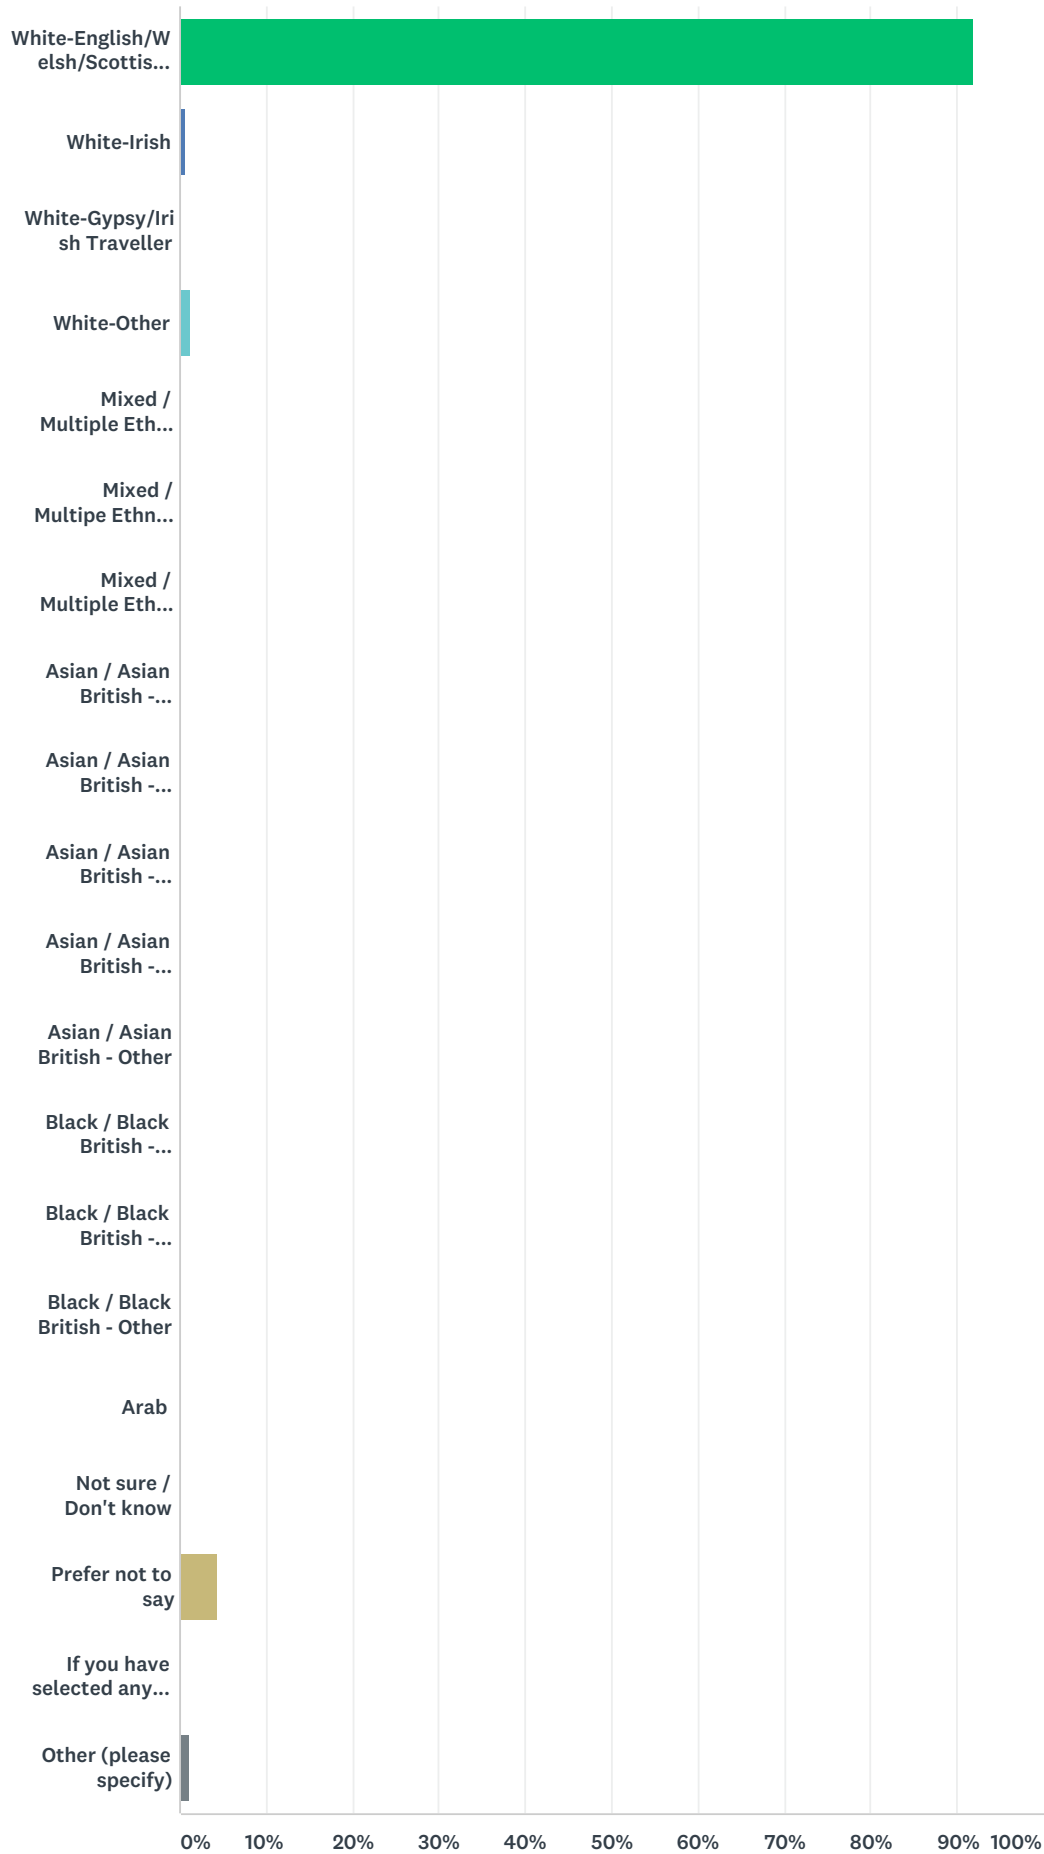 White-English/W
elsh/Scottis...
White-Irish
White-Gypsy/Iri
sh Traveller
White-Other
Mixed /
Multiple Eth...
Mixed /
Multipe Ethn...
Mixed /
Multiple Eth...
Asian / Asian
British -...
Asian / Asian
British -...
Asian / Asian
British -...
Asian / Asian
British -...
Asian / Asian
British - Other
Black / Black
British -...
Black / Black
British -...
Black / Black
British - Other
Arab
Not sure /
Don't know
Prefer not to
say
If you have
selected any...
Other (please
specify)
0% 10% 20% 30% 40% 50% 60% 70% 80% 90% 100%